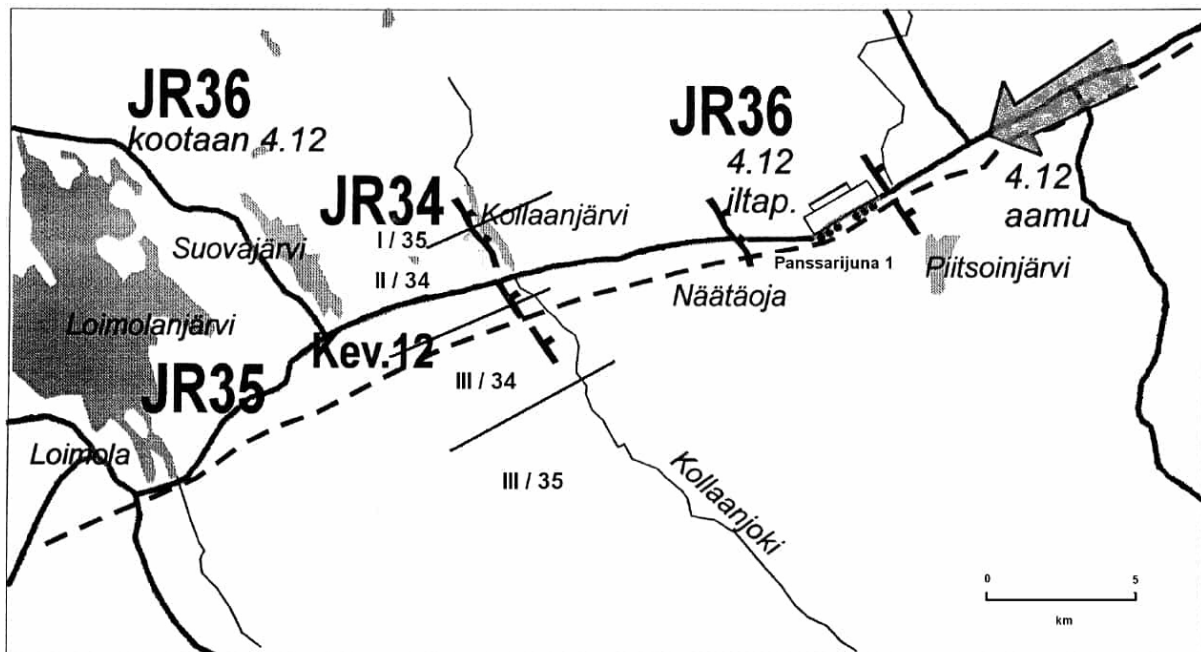 JR36
kootaan 4.12
JR36
4.12
iltap.
4.12
aamu
JR34
I / 35
II / 34
Kollaanjärvi
Suovajärvi
Panssarijuna 1
Piitsoinjärvi
Näätäoja
Loimolanjärvi
Kev.12
III / 34
JR35
Loimola
III / 35
Kollaanjoki
0 5
km